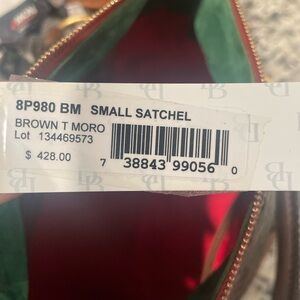 8P980 BM SMALL SATCHEL
BROWN T MORO
Lot 134469573
$ 428.00
7 38843 99056 0